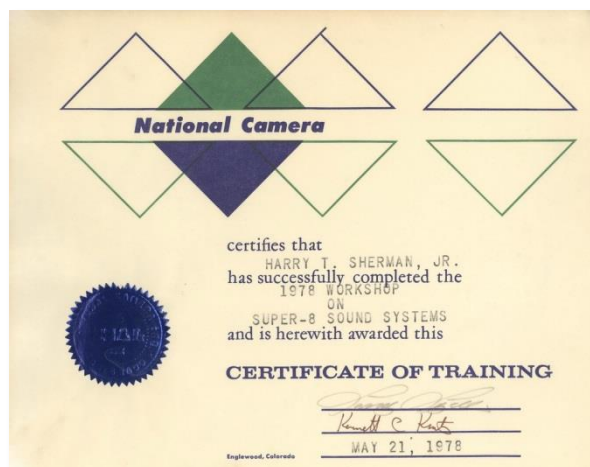 National Camera
certifies that
HARRY T. SHERMAN, JR.
has successfully completed the
1978 WORKSHOP
ON
SUPER-8 SOUND SYSTEMS
and is herewith awarded this
CERTIFICATE OF TRAINING
MAY 21, 1978
Englewood, Colorado